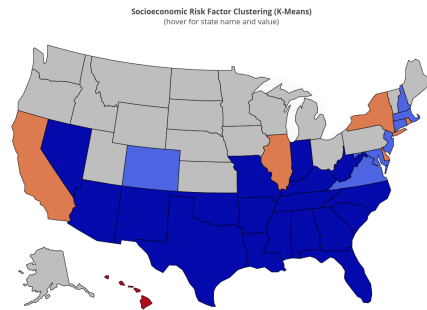 Socioeconomic Risk Factor Clustering (K-Means)
(hover for state name and value)